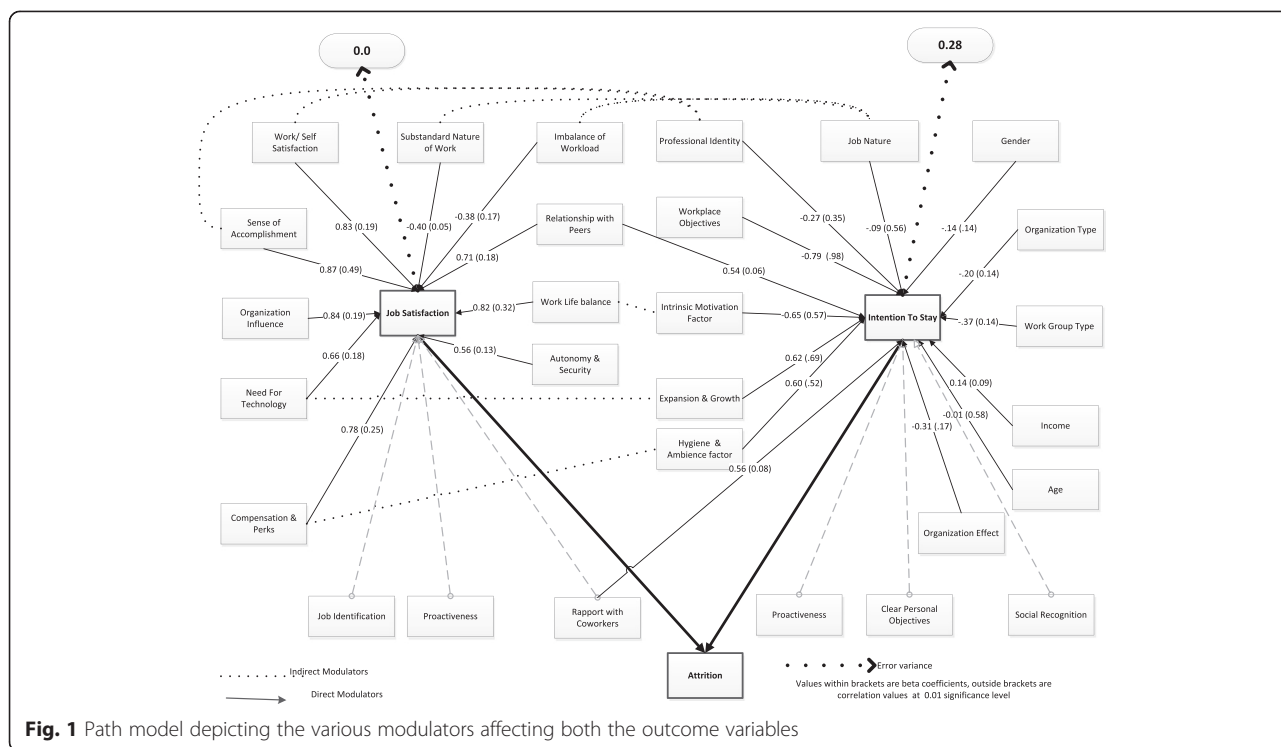 0.0
0.28
Work/ Self
Satisfaction
Substandard Nature
of Work
Imbalance of
Workload
Professional Identity
Job Nature
Gender
Sense of
Accomplishment
Relationship with
Peers
Workplace
Objectives
Organization Type
0.83 (0.19)
-0.40 (0.05)
-0.38 (0.17)
-0.27 (0.35)
-.09 (0.56)
-.14 (.14)
0.87 (0.49)
0.71 (0.18)
0.54 (0.06)
-0.79 (.98)
-.20 (0.14)
Organization
Influence
0.84 (0.19)
Job Satisfaction
0.82 (0.32)
Work Life balance
Intrinsic Motivation
Factor
-0.65 (0.57)
Intention To Stay
-.37 (0.14)
Work Group Type
0.66 (0.18)
0.56 (0.13)
Autonomy &
Security
0.62 (.69)
0.60 (.52)
Need For
Technology
Expansion & Growth
0.14 (0.09)
-0.01 (0.58)
-0.31 (.17)
Income
0.78 (0.25)
Hygiene &
Ambience factor
0.56 (0.08)
Age
Compensation &
Perks
Organization Effect
Job Identification
Proactiveness
Rapport with
Coworkers
Proactiveness
Clear Personal
Objectives
Social Recognition
Attrition
Indirect Modulators
Direct Modulators
Error variance
Values within brackets are beta coefficients, outside brackets are
correlation values at 0.01 significance level
Fig. 1 Path model depicting the various modulators affecting both the outcome variables